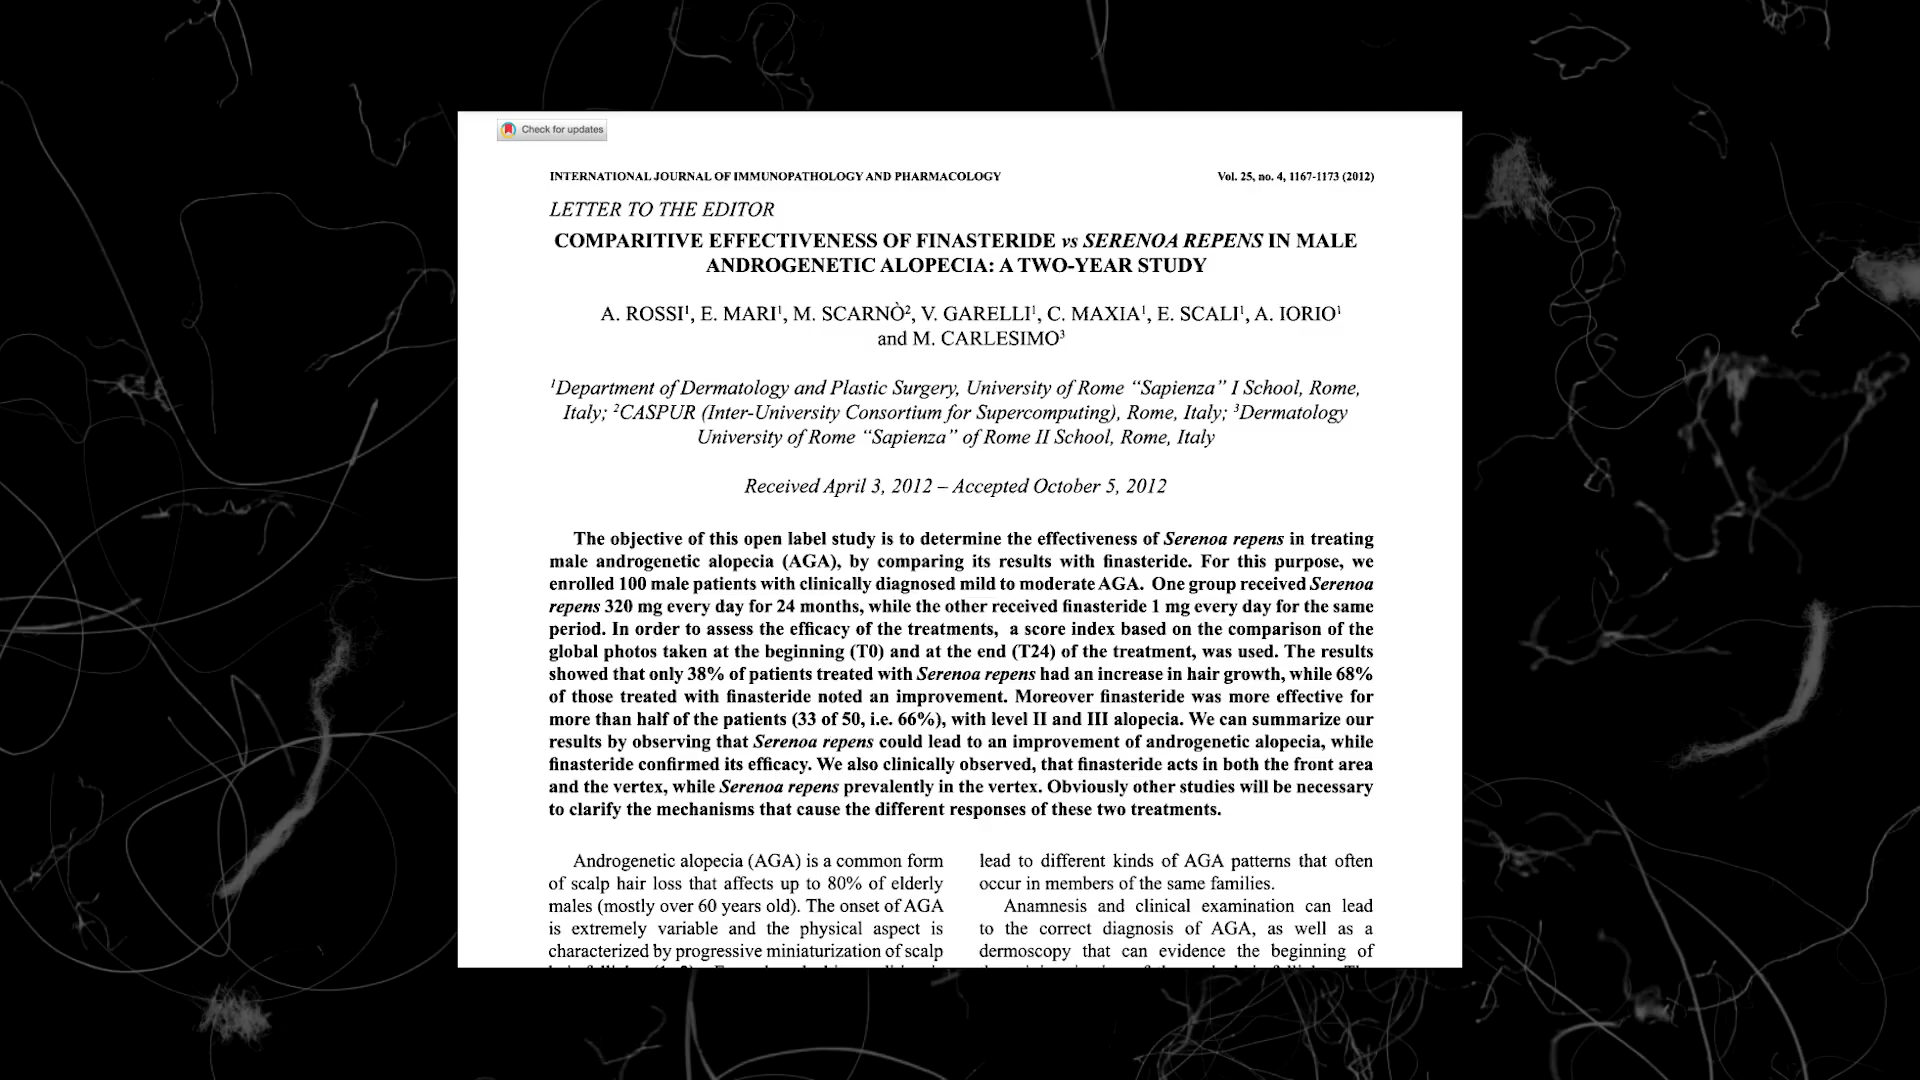 Check for updates
INTERNATIONAL JOURNAL OF IMMUNOPATHOLOGY AND PHARMACOLOGY
Vol. 25, no. 4, 1167-1173 (2012)
LETTER TO THE EDITOR
COMPARITIVE EFFECTIVENESS OF FINASTERIDE vs SERENOA REPENS IN MALE
ANDROGENETIC ALOPECIA: A TWO-YEAR STUDY
A. ROSSI¹, E. MARI¹, M. SCARNÒ², V. GARELLI¹, C. MAXIA¹, E. SCALI¹, A. IORIO¹
and M. CARLESIMO³
¹Department of Dermatology and Plastic Surgery, University of Rome “Sapienza” I School, Rome,
Italy; ²CASPUR (Inter-University Consortium for Supercomputing), Rome, Italy; ³Dermatology
University of Rome “Sapienza” of Rome II School, Rome, Italy
Received April 3, 2012 – Accepted October 5, 2012
The objective of this open label study is to determine the effectiveness of Serenoa repens in treating
male androgenetic alopecia (AGA), by comparing its results with finasteride. For this purpose, we
enrolled 100 male patients with clinically diagnosed mild to moderate AGA. One group received Serenoa
repens 320 mg every day for 24 months, while the other received finasteride 1 mg every day for the same
period. In order to assess the efficacy of the treatments, a score index based on the comparison of the
global photos taken at the beginning (T0) and at the end (T24) of the treatment, was used. The results
showed that only 38% of patients treated with Serenoa repens had an increase in hair growth, while 68%
of those treated with finasteride noted an improvement. Moreover finasteride was more effective for
more than half of the patients (33 of 50, i.e. 66%), with level II and III alopecia. We can summarize our
results by observing that Serenoa repens could lead to an improvement of androgenetic alopecia, while
finasteride confirmed its efficacy. We also clinically observed, that finasteride acts in both the front area
and the vertex, while Serenoa repens prevalently in the vertex. Obviously other studies will be necessary
to clarify the mechanisms that cause the different responses of these two treatments.
Androgenetic alopecia (AGA) is a common form
of scalp hair loss that affects up to 80% of elderly
males (mostly over 60 years old). The onset of AGA
is extremely variable and the physical aspect is
characterized by progressive miniaturization of scalp
lead to different kinds of AGA patterns that often
occur in members of the same families.
Anamnesis and clinical examination can lead
to the correct diagnosis of AGA, as well as a
dermoscopy that can evidence the beginning of